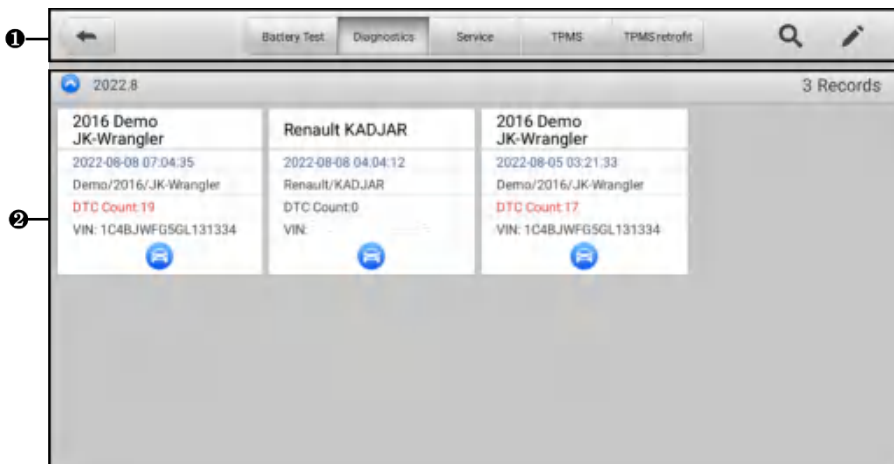 ❶
Battery Test Diagnostics Service TPMS TPMS retrofit
2022.8 3 Records
❷
2016 Demo
JK-Wrangler
2022-08-08 07:04:35
Demo/2016/JK-Wrangler
DTC Count:19
VIN: 1C4BJWFG5GL131334
Renault KADJAR
2022-08-08 04:04:12
Renault/KADJAR
DTC Count:0
VIN:
2016 Demo
JK-Wrangler
2022-08-05 03:21:33
Demo/2016/JK-Wrangler
DTC Count:17
VIN: 1C4BJWFG5GL131334